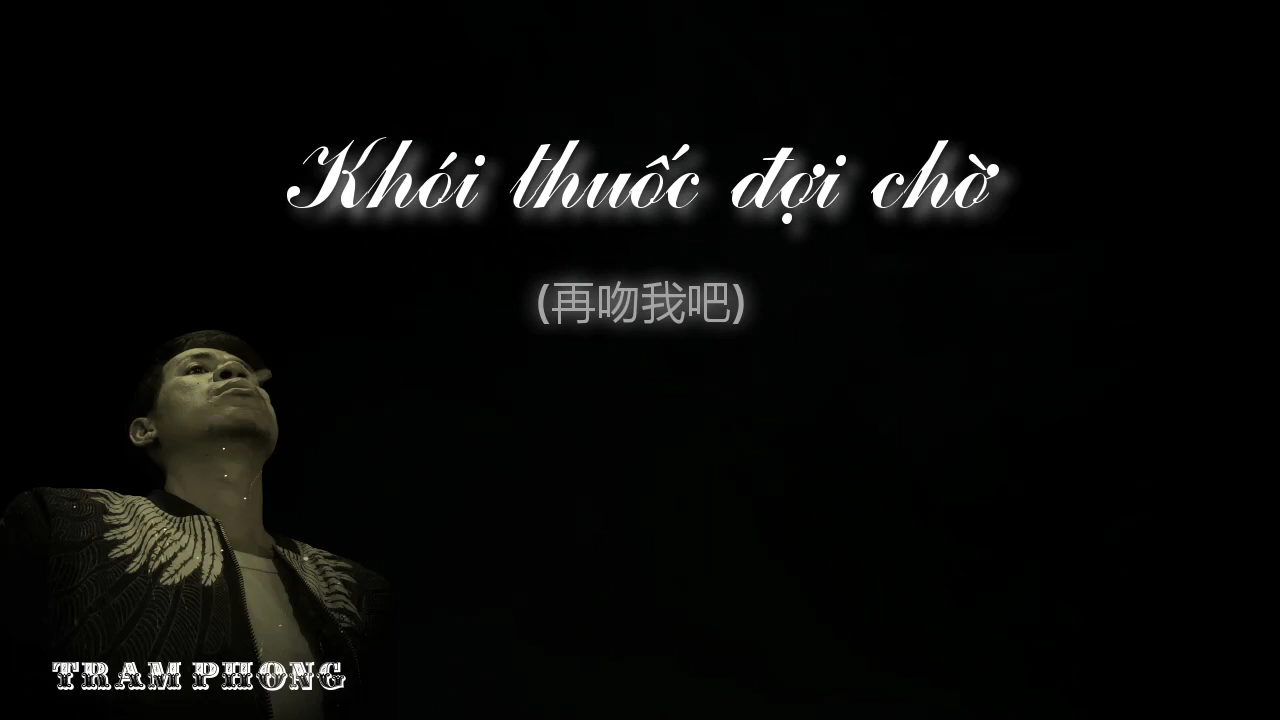 Khói thuốc đợi chờ
(再吻我吧)
TRAM PHONG